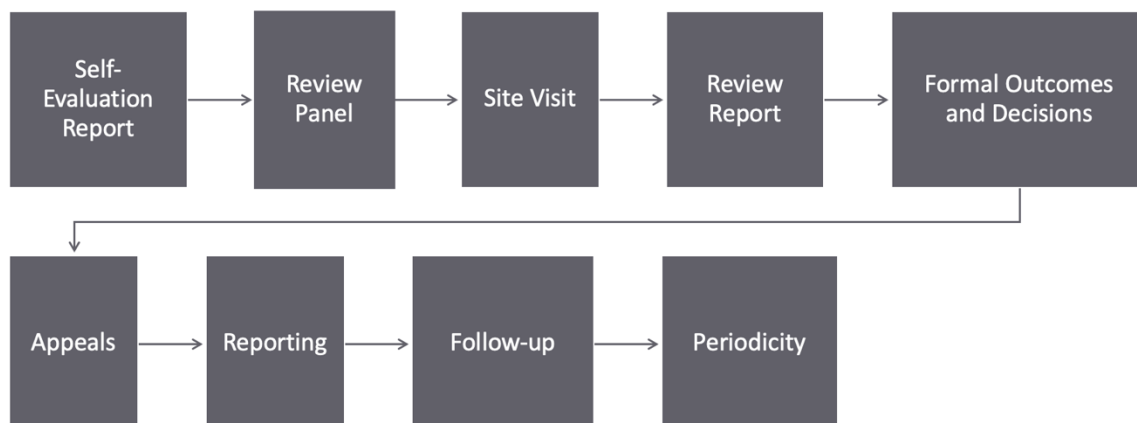 Self-
Evaluation
Report
Review
Panel
Site Visit
Review
Report
Formal Outcomes
and Decisions
Appeals
Reporting
Follow-up
Periodicity